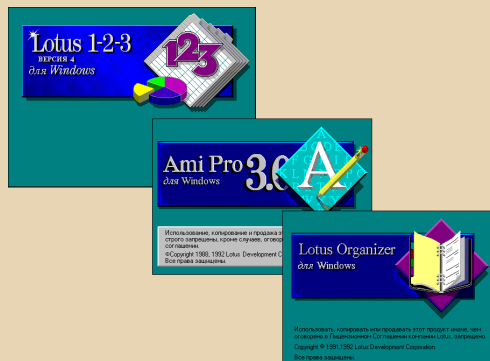 Lotus 1-2-3
ВЕРСИЯ 4
для Windows
123
Ami Pro 3.0
для Windows
A
Использование, копирование и продажа
строго запрещены, кроме случаев,
соглашении.
©Copyright 1988, 1992 Lotus Development
Все права защищены.
Lotus Organizer
для Windows
Использовать, копировать или продавать этот продукт иначе, чем
оговорено в Лицензионном Соглашении компании Lotus, запрещено.
Copyright © 1991,1992 Lotus Development Corporation.
Все права защищены.